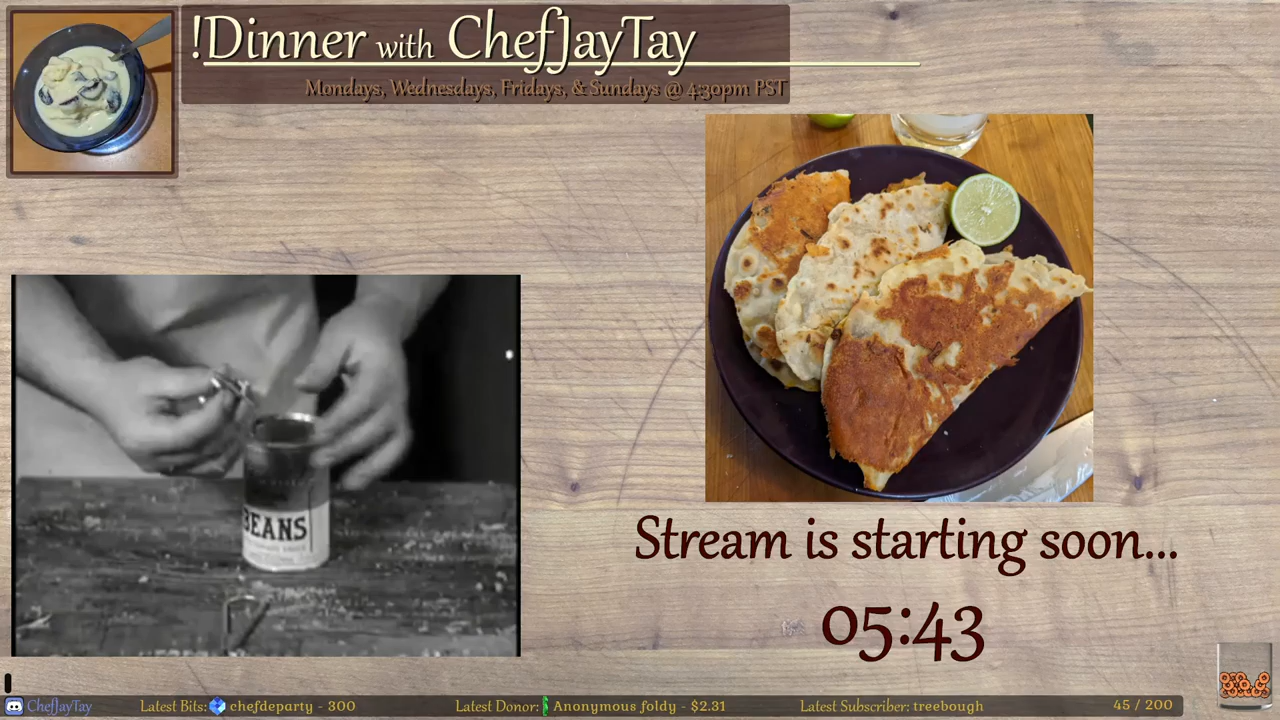 !Dinner with ChefJayTay
Mondays, Wednesdays, Fridays, & Sundays @ 4:30pm PST
BEANS
Stream is starting soon...
05:43
ChefJayTay
Latest Bits: chefdeparty - 300
Latest Donor: Anonymous foldy - $2.31
Latest Subscriber: treebough
45 / 200